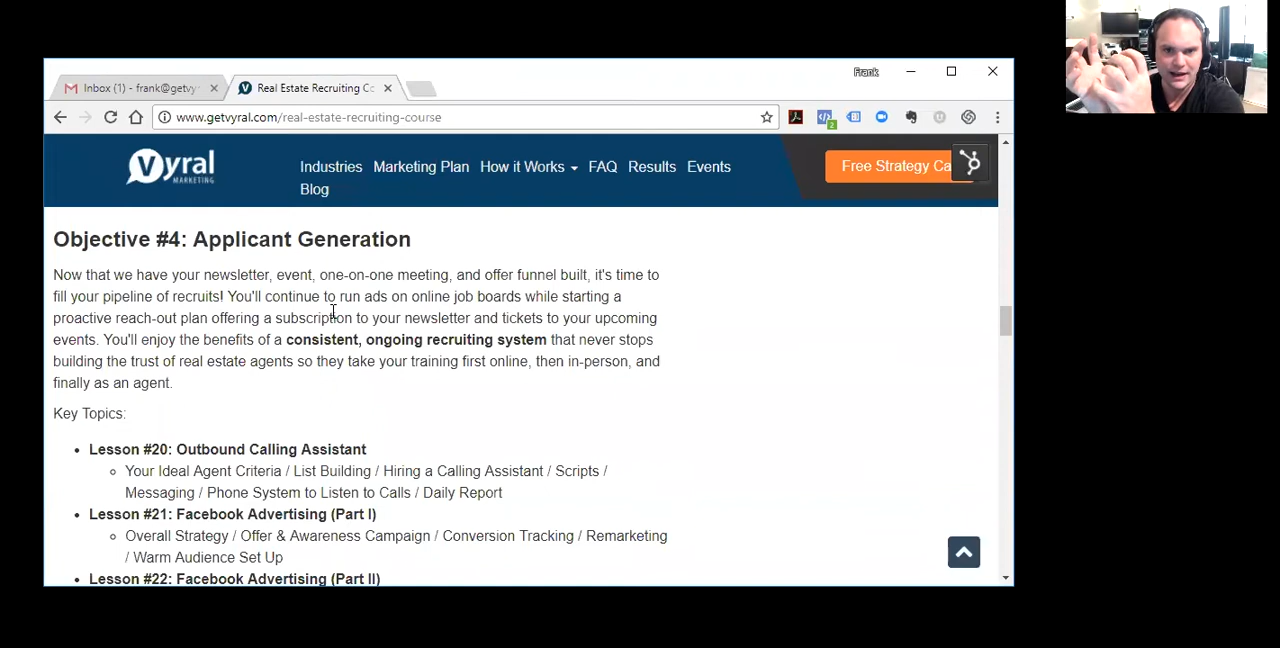 Frank
Inbox (1) - frank@getvy
Real Estate Recruiting Co
www.getvyral.com/real-estate-recruiting-course
2
Vyral
MARKETING
Industries Marketing Plan How it Works FAQ Results Events
Blog
Free Strategy Ca
Objective #4: Applicant Generation
Now that we have your newsletter, event, one-on-one meeting, and offer funnel built, it's time to
fill your pipeline of recruits! You'll continue to run ads on online job boards while starting a
proactive reach-out plan offering a subscription to your newsletter and tickets to your upcoming
events. You'll enjoy the benefits of a consistent, ongoing recruiting system that never stops
building the trust of real estate agents so they take your training first online, then in-person, and
finally as an agent.
Key Topics:
• Lesson #20: Outbound Calling Assistant
Your Ideal Agent Criteria / List Building / Hiring a Calling Assistant / Scripts /
Messaging / Phone System to Listen to Calls / Daily Report
• Lesson #21: Facebook Advertising (Part I)
Overall Strategy / Offer & Awareness Campaign / Conversion Tracking / Remarketing
/ Warm Audience Set Up
• Lesson #22: Facebook Advertising (Part II)